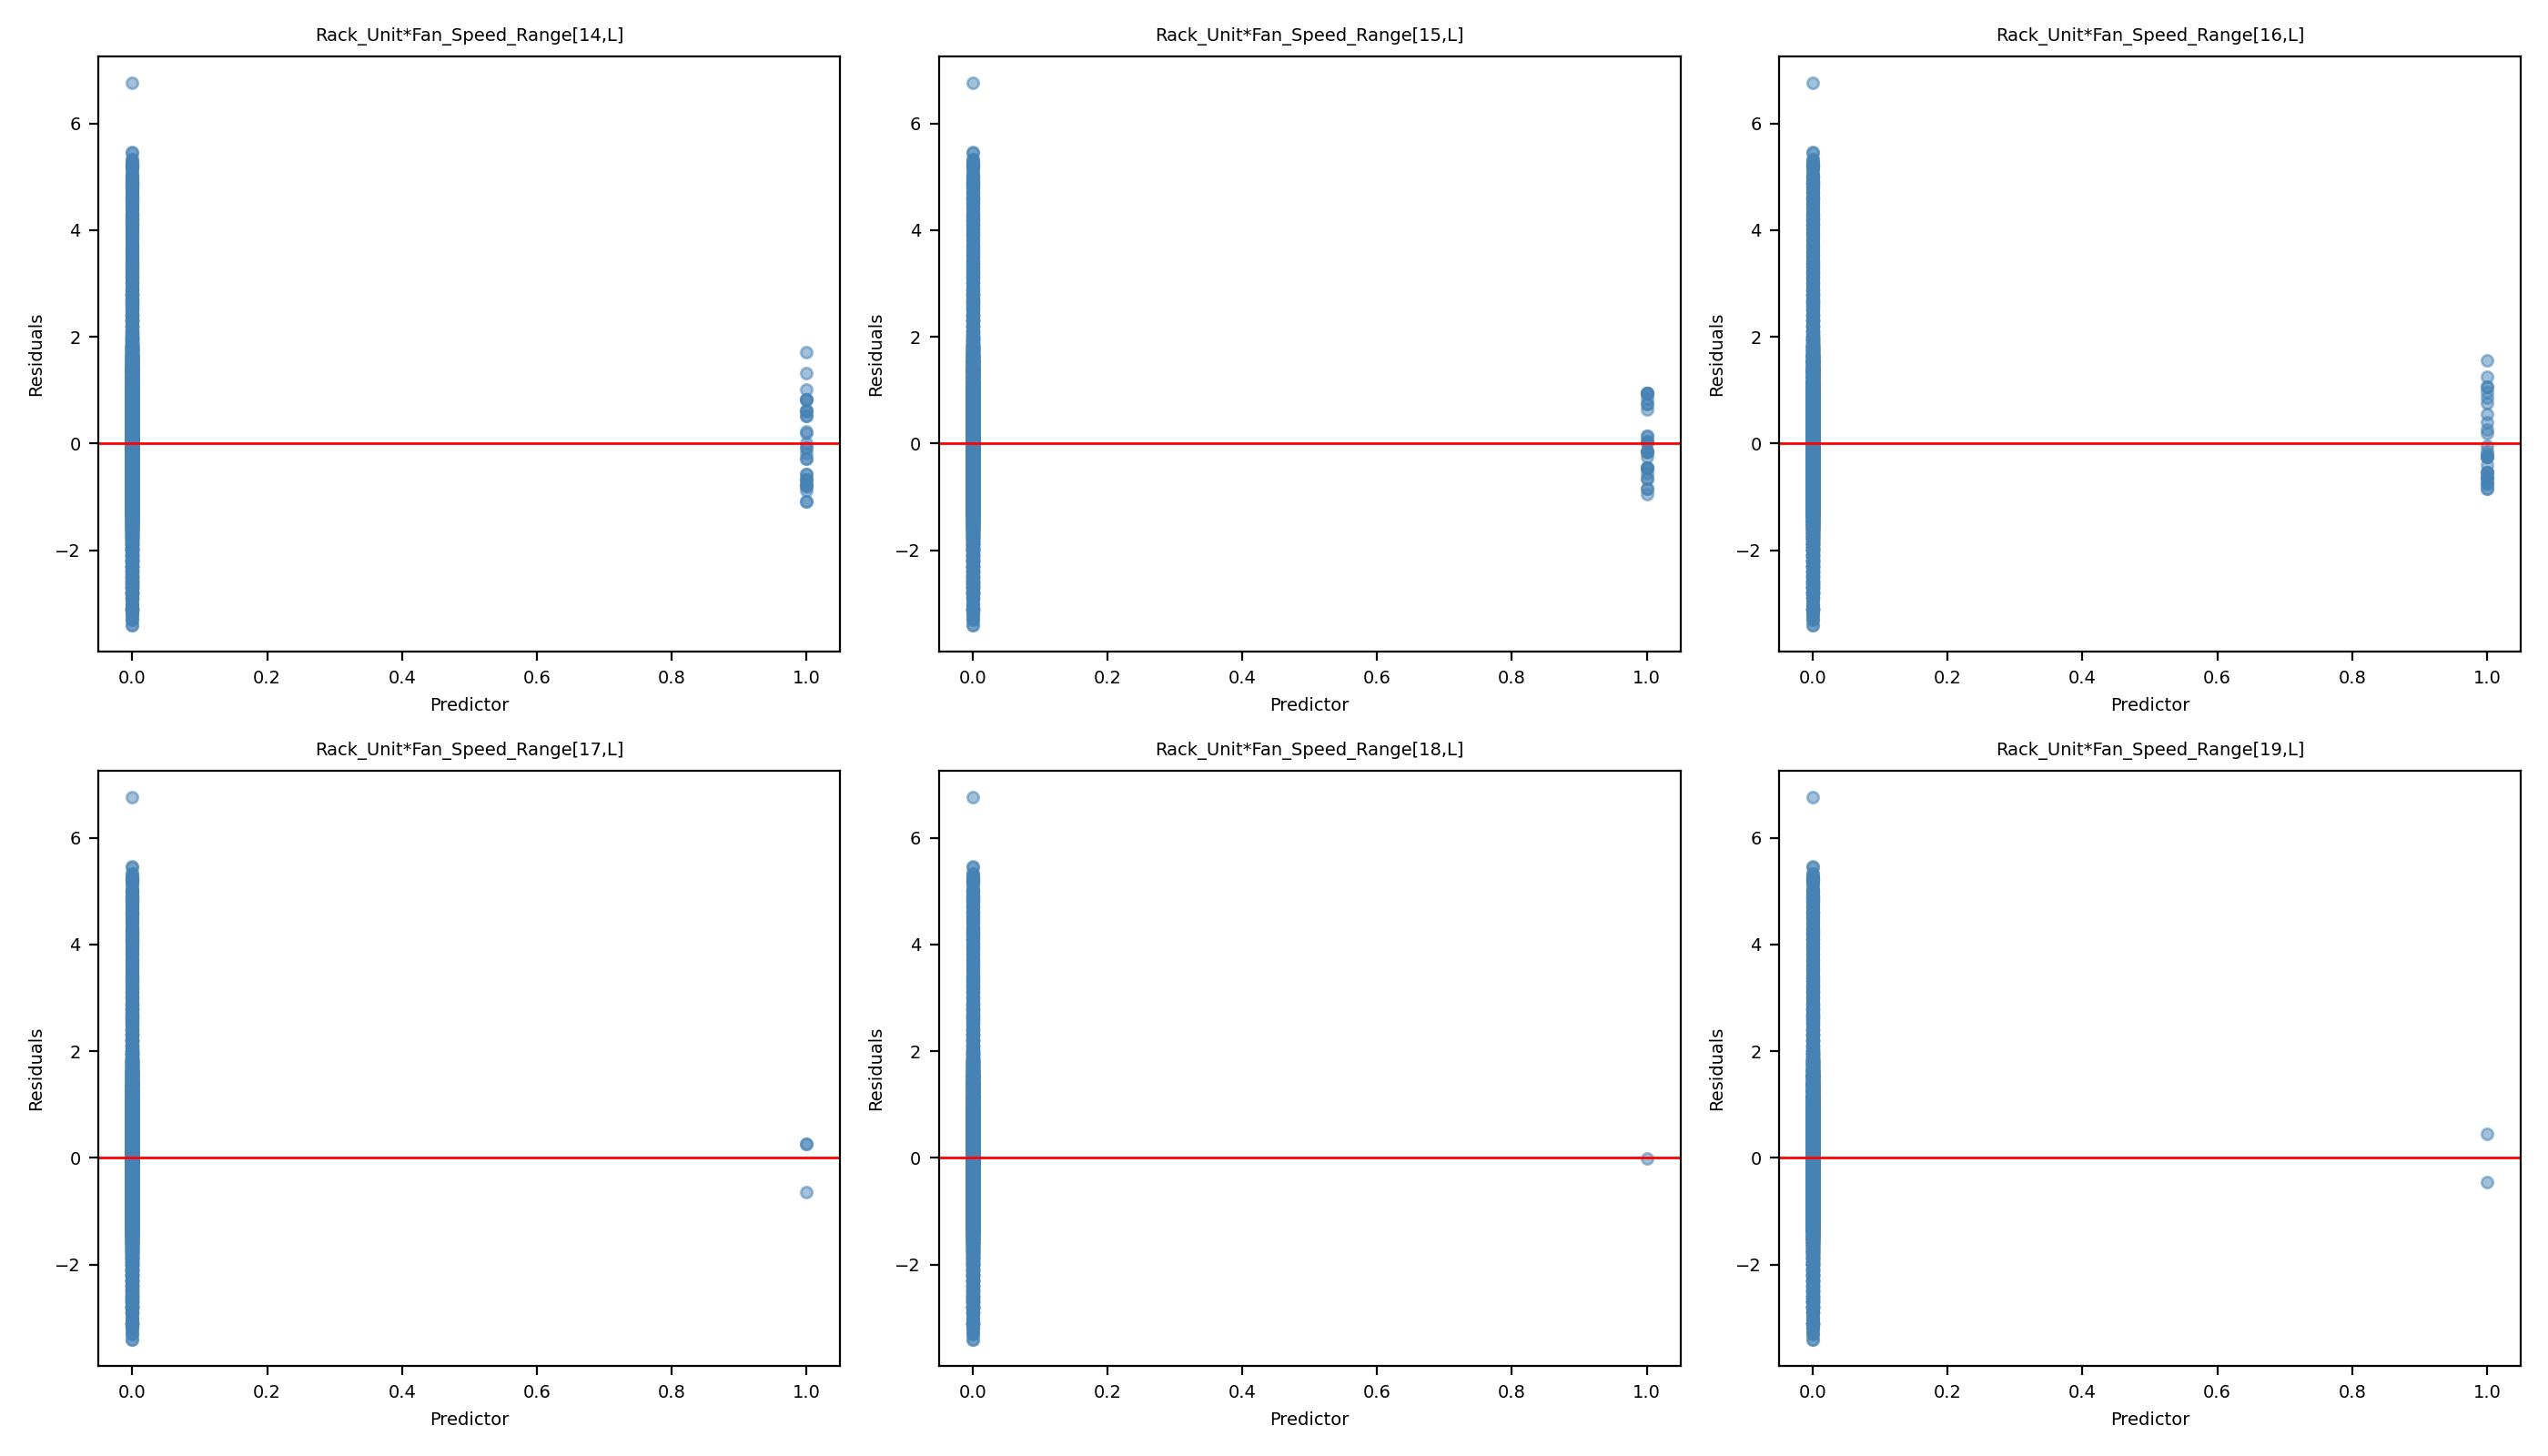 Rack_Unit*Fan_Speed_Range[14,L]
6
4
2
0
−2
Residuals
0.0 0.2 0.4 0.6 0.8 1.0
Predictor
Rack_Unit*Fan_Speed_Range[15,L]
6
4
2
0
−2
Residuals
0.0 0.2 0.4 0.6 0.8 1.0
Predictor
Rack_Unit*Fan_Speed_Range[16,L]
6
4
2
0
−2
Residuals
0.0 0.2 0.4 0.6 0.8 1.0
Predictor
Rack_Unit*Fan_Speed_Range[17,L]
6
4
2
0
−2
Residuals
0.0 0.2 0.4 0.6 0.8 1.0
Predictor
Rack_Unit*Fan_Speed_Range[18,L]
6
4
2
0
−2
Residuals
0.0 0.2 0.4 0.6 0.8 1.0
Predictor
Rack_Unit*Fan_Speed_Range[19,L]
6
4
2
0
−2
Residuals
0.0 0.2 0.4 0.6 0.8 1.0
Predictor